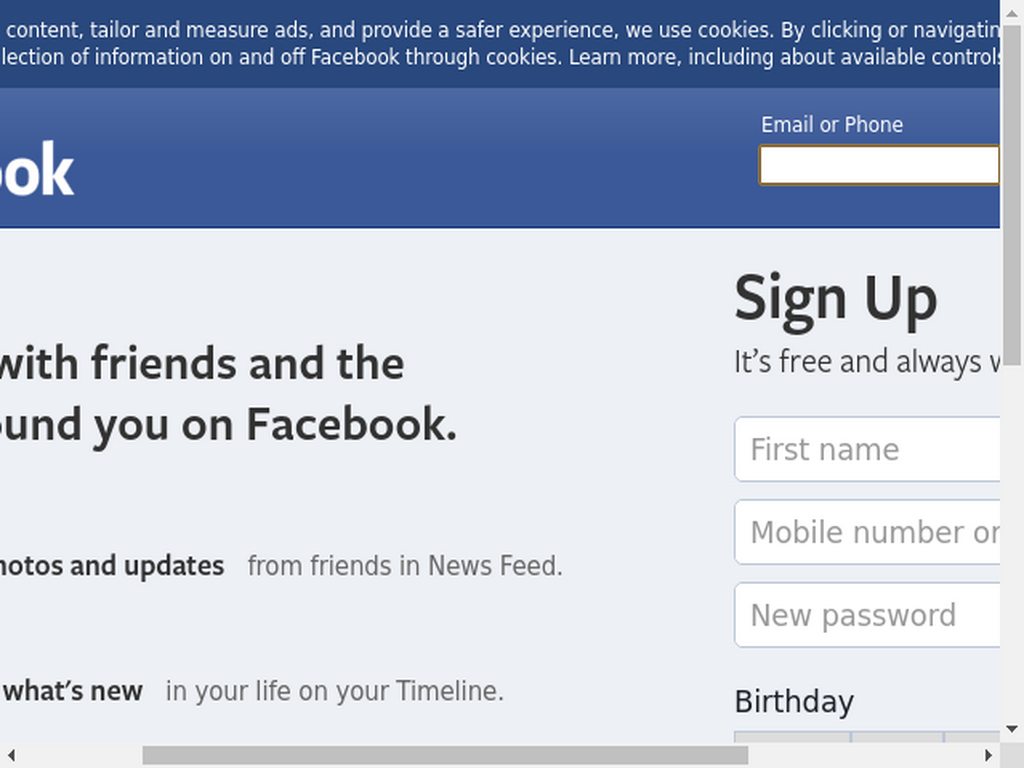 content, tailor and measure ads, and provide a safer experience, we use cookies. By clicking or navigatin
lection of information on and off Facebook through cookies. Learn more, including about available controls
Email or Phone
ook
Sign Up
It's free and always w
with friends and the
ound you on Facebook.
First name
Mobile number or
New password
hotos and updates from friends in News Feed.
what's new in your life on your Timeline.
Birthday